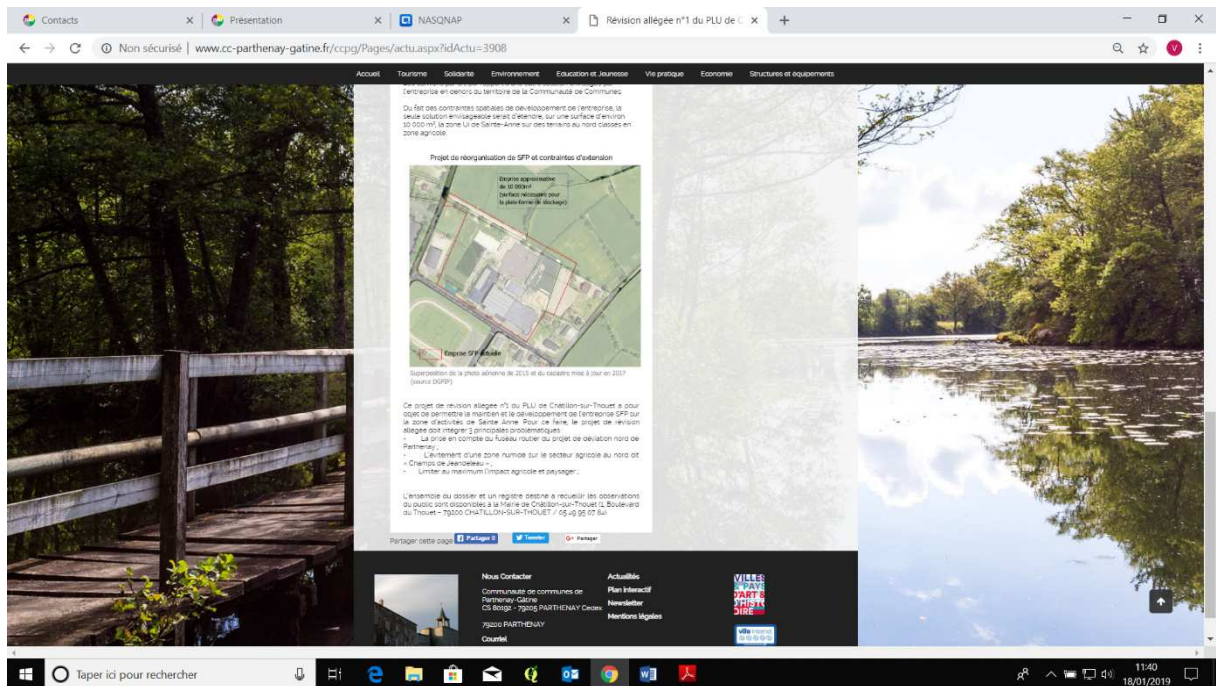 Contacts
Présentation
NASQNAP
Révision allégée n°1 du PLU de C
Non sécurisé | www.cc-parthenay-gatine.fr/ccpg/Pages/actu.aspx?idActu=3908
Accueil Tourisme Solidarité Environnement Education et Jeunesse Vie pratique Economie Structures et équipements
l'entreprise en dehors du territoire de la Communauté de Communes.
Du fait des contraintes spatiales de développement de l'entreprise, la
seule solution envisageable serait d'étendre, sur une surface d'environ
10 000 m², la zone UI de Sainte-Anne sur des terrains au nord classés en
zone agricole.
Projet de réorganisation de SFP et contraintes d'extension
Emprise approximative
de 10 000m²
(surface nécessaire pour
la plate-forme de stockage)
Emprise SFP actuelle
Superposition de la photo aérienne de 2015 et du cadastre mise à jour en 2017
(source DGFIP)
Ce projet de révision allégée n°1 du PLU de Châtillon-sur-Thouet a pour
objet de permettre le maintien et le développement de l'entreprise SFP sur
la zone d'activités de Sainte Anne. Pour ce faire, le projet de révision
allégée doit intégrer 3 principales problématiques
- La prise en compte du fuseau routier du projet de déviation nord de
Parthenay ;
- L'évitement d'une zone humide sur le secteur agricole au nord dit
« Champs de Jeandeleau » ;
- Limiter au maximum l'impact agricole et paysager ;
L'ensemble du dossier et un registre destiné à recueillir les observations
du public sont disponibles à la Mairie de Châtillon-sur-Thouet (1, Boulevard
du Thouet – 79200 CHATILLON-SUR-THOUET / 05 49 95 07 84)
Partager cette page
Partager 0
Tweeter
G+ Partager
Nous Contacter
Communauté de communes de
Parthenay-Gâtine
CS 80192 - 79205 PARTHENAY Cedex
79200 PARTHENAY
Courriel
Actualités
Plan Interactif
Newsletter
Mentions légales
VILLES
& PAYS
D'ART &
D'HISTOIRE
ville internet
Taper ici pour rechercher
11:40
18/01/2019